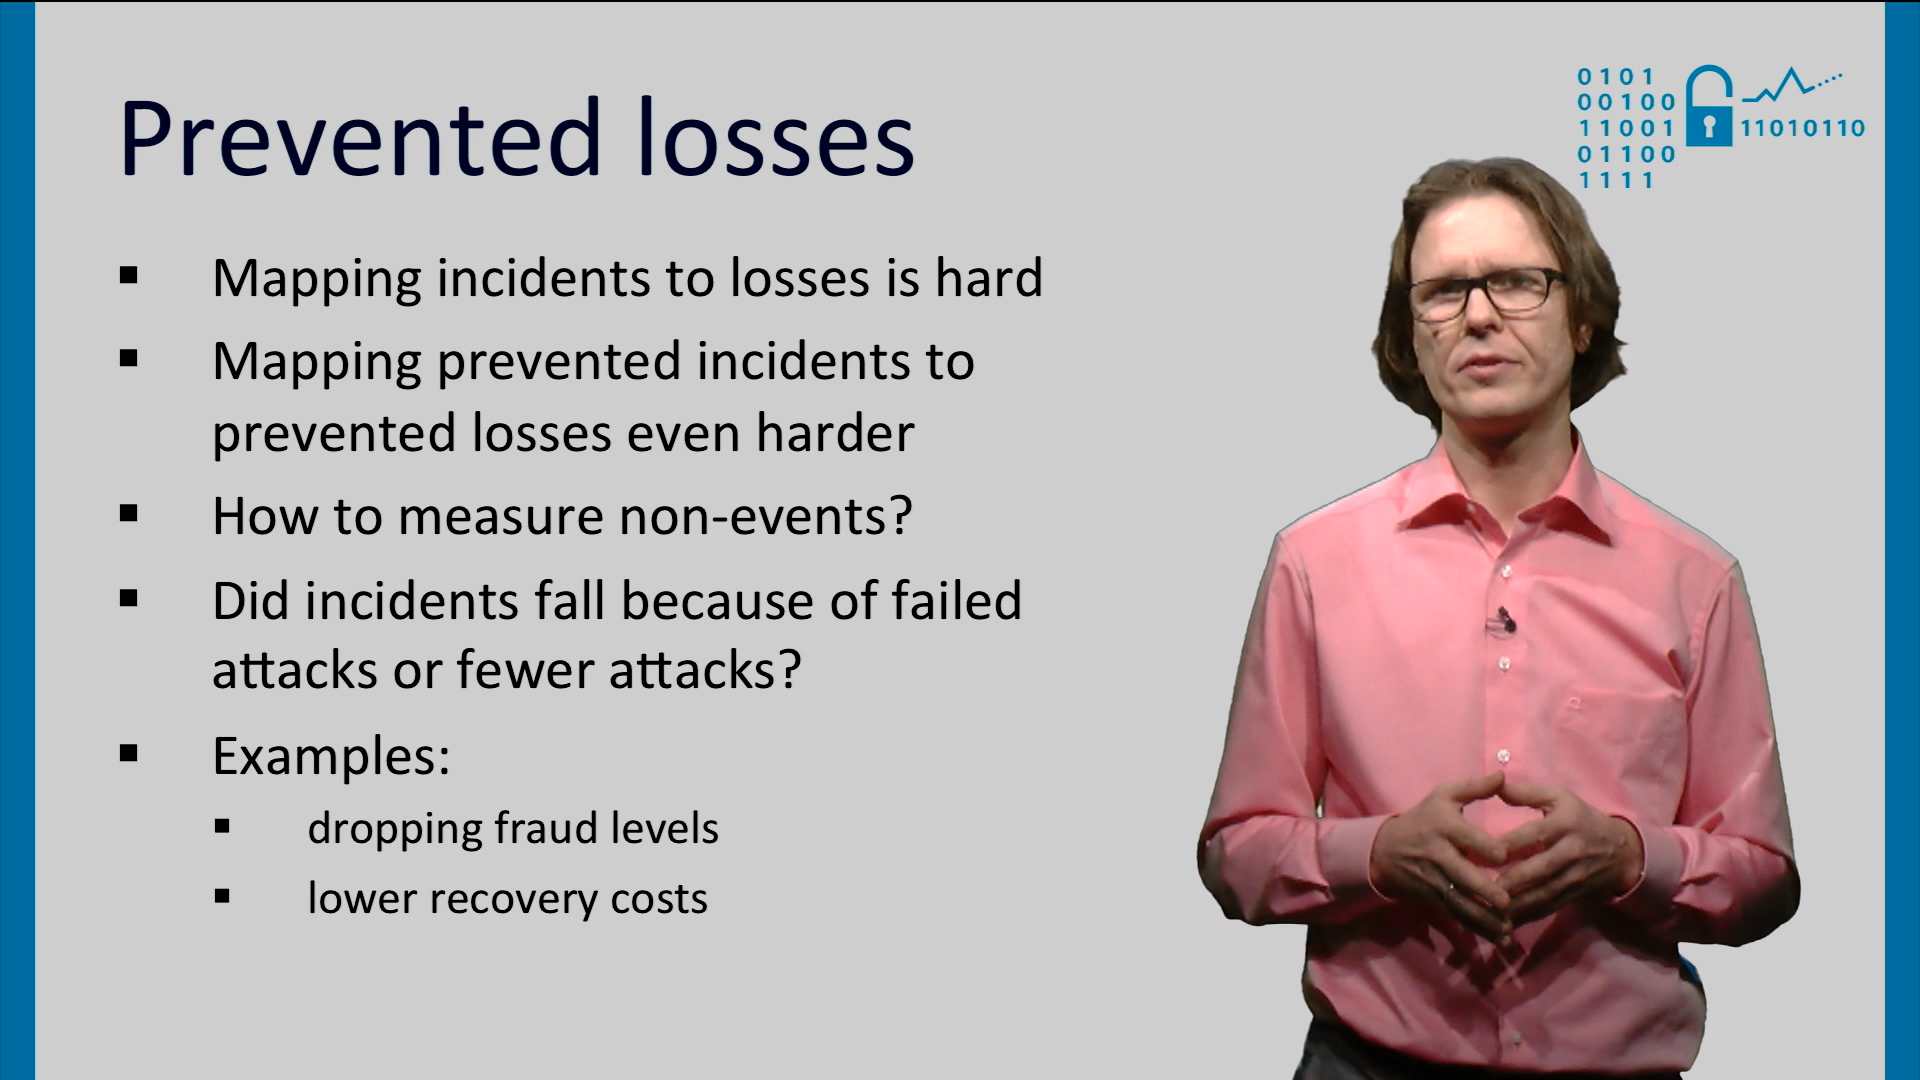 Prevented losses
0101
00100
11001
01100
1111
11010110
▪ Mapping incidents to losses is hard
▪ Mapping prevented incidents to
prevented losses even harder
▪ How to measure non-events?
▪ Did incidents fall because of failed
attacks or fewer attacks?
▪ Examples:
▪ dropping fraud levels
▪ lower recovery costs